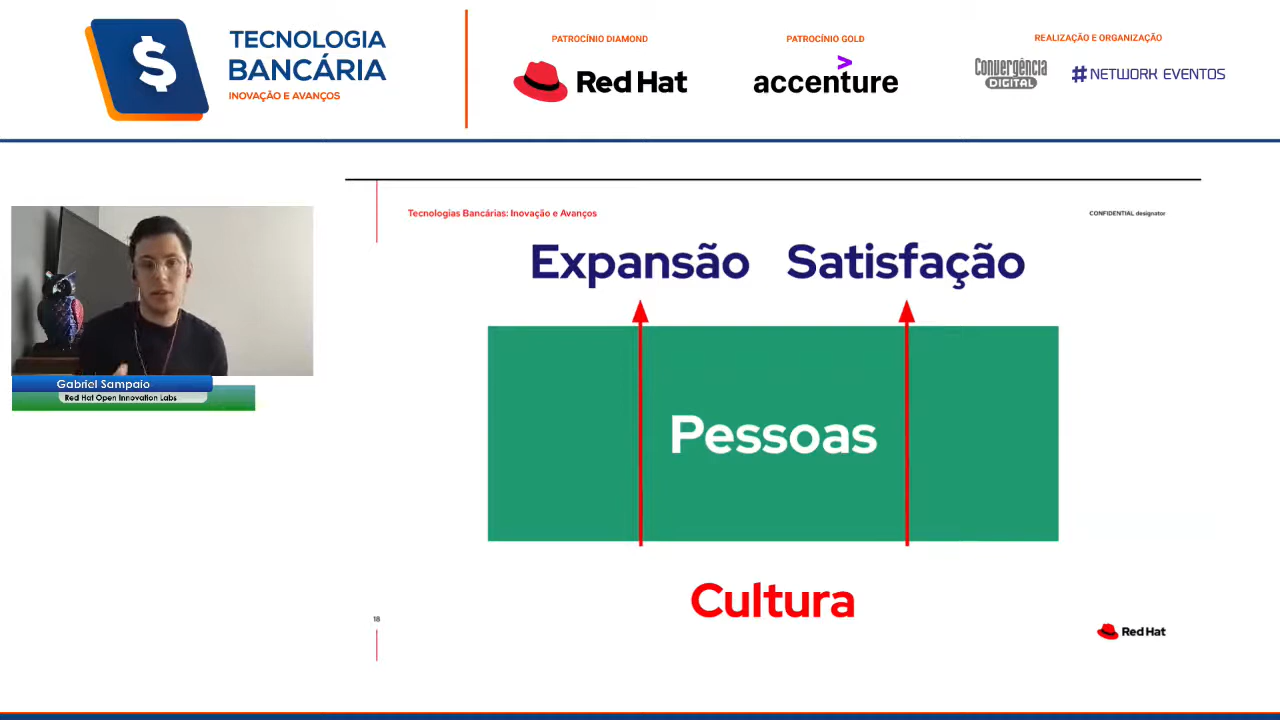 $
TECNOLOGIA
BANCÁRIA
INOVAÇÃO E AVANÇOS
PATROCÍNIO DIAMOND
Red Hat
PATROCÍNIO GOLD
accenture
REALIZAÇÃO E ORGANIZAÇÃO
Convergência
DIGITAL
NETWORK EVENTOS
Gabriel Sampaio
Red Hat Open Innovation Labs
Tecnologias Bancárias: Inovação e Avanços
CONFIDENTIAL designator
Expansão Satisfação
Pessoas
Cultura
18
Red Hat